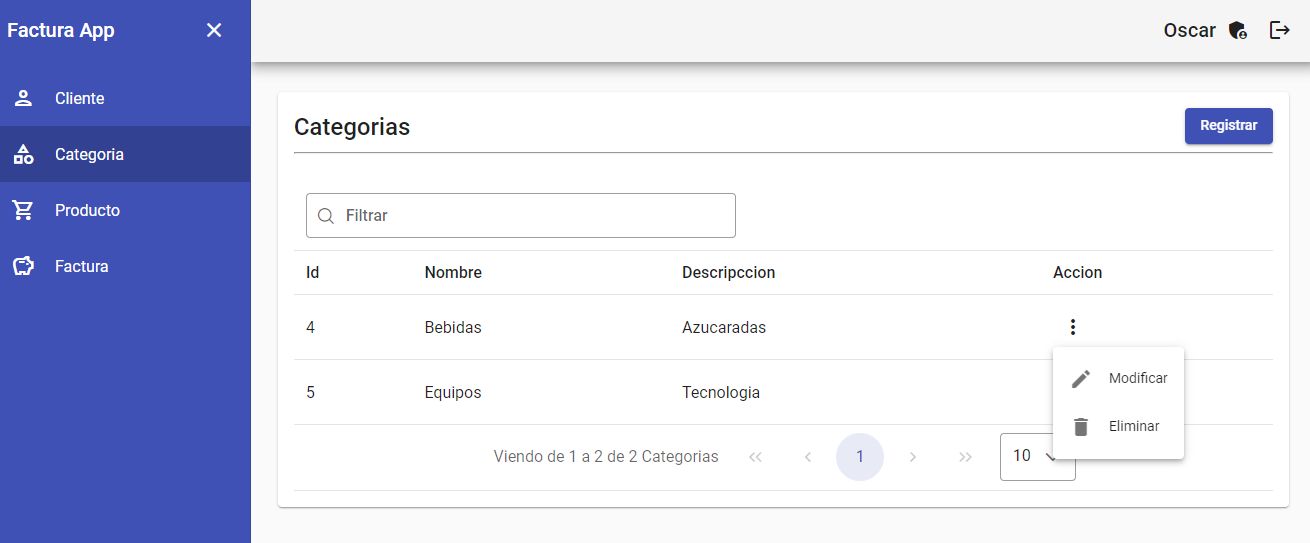 Factura App
Oscar
Cliente
Categoria
Producto
Factura
Categorias
Registrar
Filtrar
Id Nombre Descripccion Accion
4 Bebidas Azucaradas
5 Equipos Tecnologia
Modificar
Eliminar
Viendo de 1 a 2 de 2 Categorias 1 10